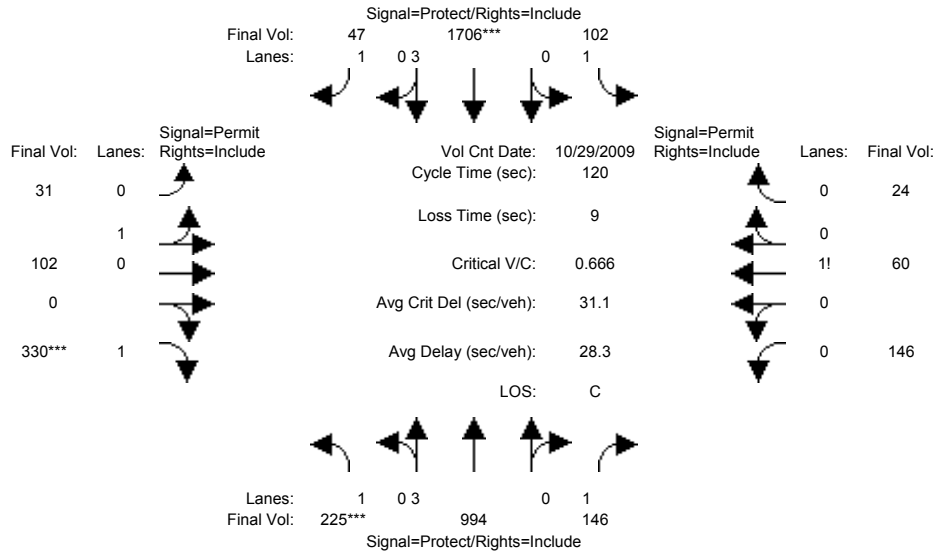 Signal=Protect/Rights=Include
Final Vol: 47 1706*** 102
Lanes: 1 0 3 0 1
Signal=Permit Signal=Permit
Final Vol: Lanes: Rights=Include Vol Cnt Date: 10/29/2009 Rights=Include Lanes: Final Vol:
Cycle Time (sec): 120
31 0 0 24
Loss Time (sec): 9
1 0
102 0 Critical V/C: 0.666 1! 60
0 Avg Crit Del (sec/veh): 31.1 0
330*** 1 Avg Delay (sec/veh): 28.3 0 146
LOS: C
Lanes: 1 0 3 0 1
Final Vol: 225*** 994 146
Signal=Protect/Rights=Include